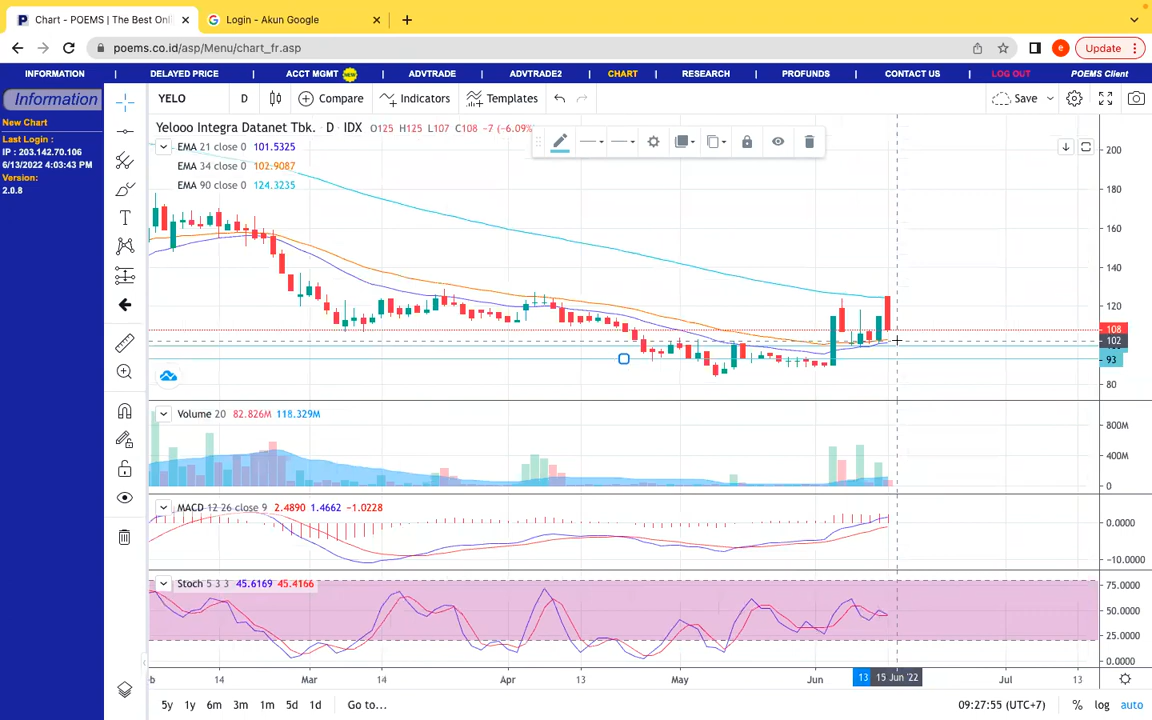 Chart - POEMS | The Best Onl
Login - Akun Google
poems.co.id/asp/Menu/chart_fr.asp
e
Update
INFORMATION | DELAYED PRICE | ACCT MGMT NEW | ADVTRADE | ADVTRADE2 | CHART | RESEARCH | PROFUNDS | CONTACT US | LOG OUT POEMS Client
Information
New Chart
Last Login :
IP : 203.142.70.106
6/13/2022 4:03:43 PM
Version:
2.0.8
YELO D Compare Indicators Templates Save
Yelooo Integra Datanet Tbk. · D · IDX O125 H125 L107 C108 -7 (-6.09%
EMA 21 close 0 101.5325
EMA 34 close 0 102.9087
EMA 90 close 0 124.3235
200
180
160
140
120
108
102
93
80
Volume 20 82.826M 118.329M
800M
400M
0
MACD 12 26 close 9 2.4890 1.4662 −1.0228
0.0000
−10.0000
Stoch 5 3 3 45.6169 45.4166
75.0000
50.0000
25.0000
0.0000
b 14 Mar 14 Apr 13 May Jun 13 15 Jun '22 Jul 13
5y 1y 6m 3m 1m 5d 1d Go to... 09:27:55 (UTC+7) % log auto